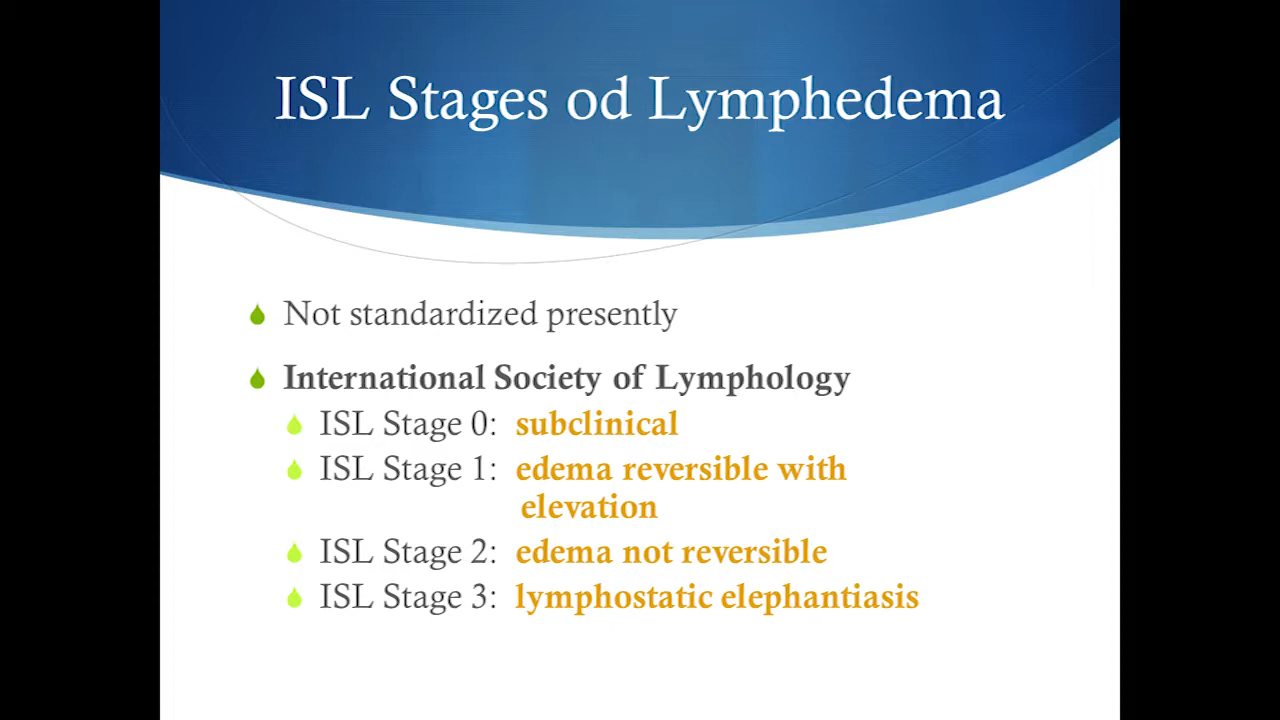 ISL Stages od Lymphedema
Not standardized presently
International Society of Lymphology
ISL Stage 0: subclinical
ISL Stage 1: edema reversible with
elevation
ISL Stage 2: edema not reversible
ISL Stage 3: lymphostatic elephantiasis